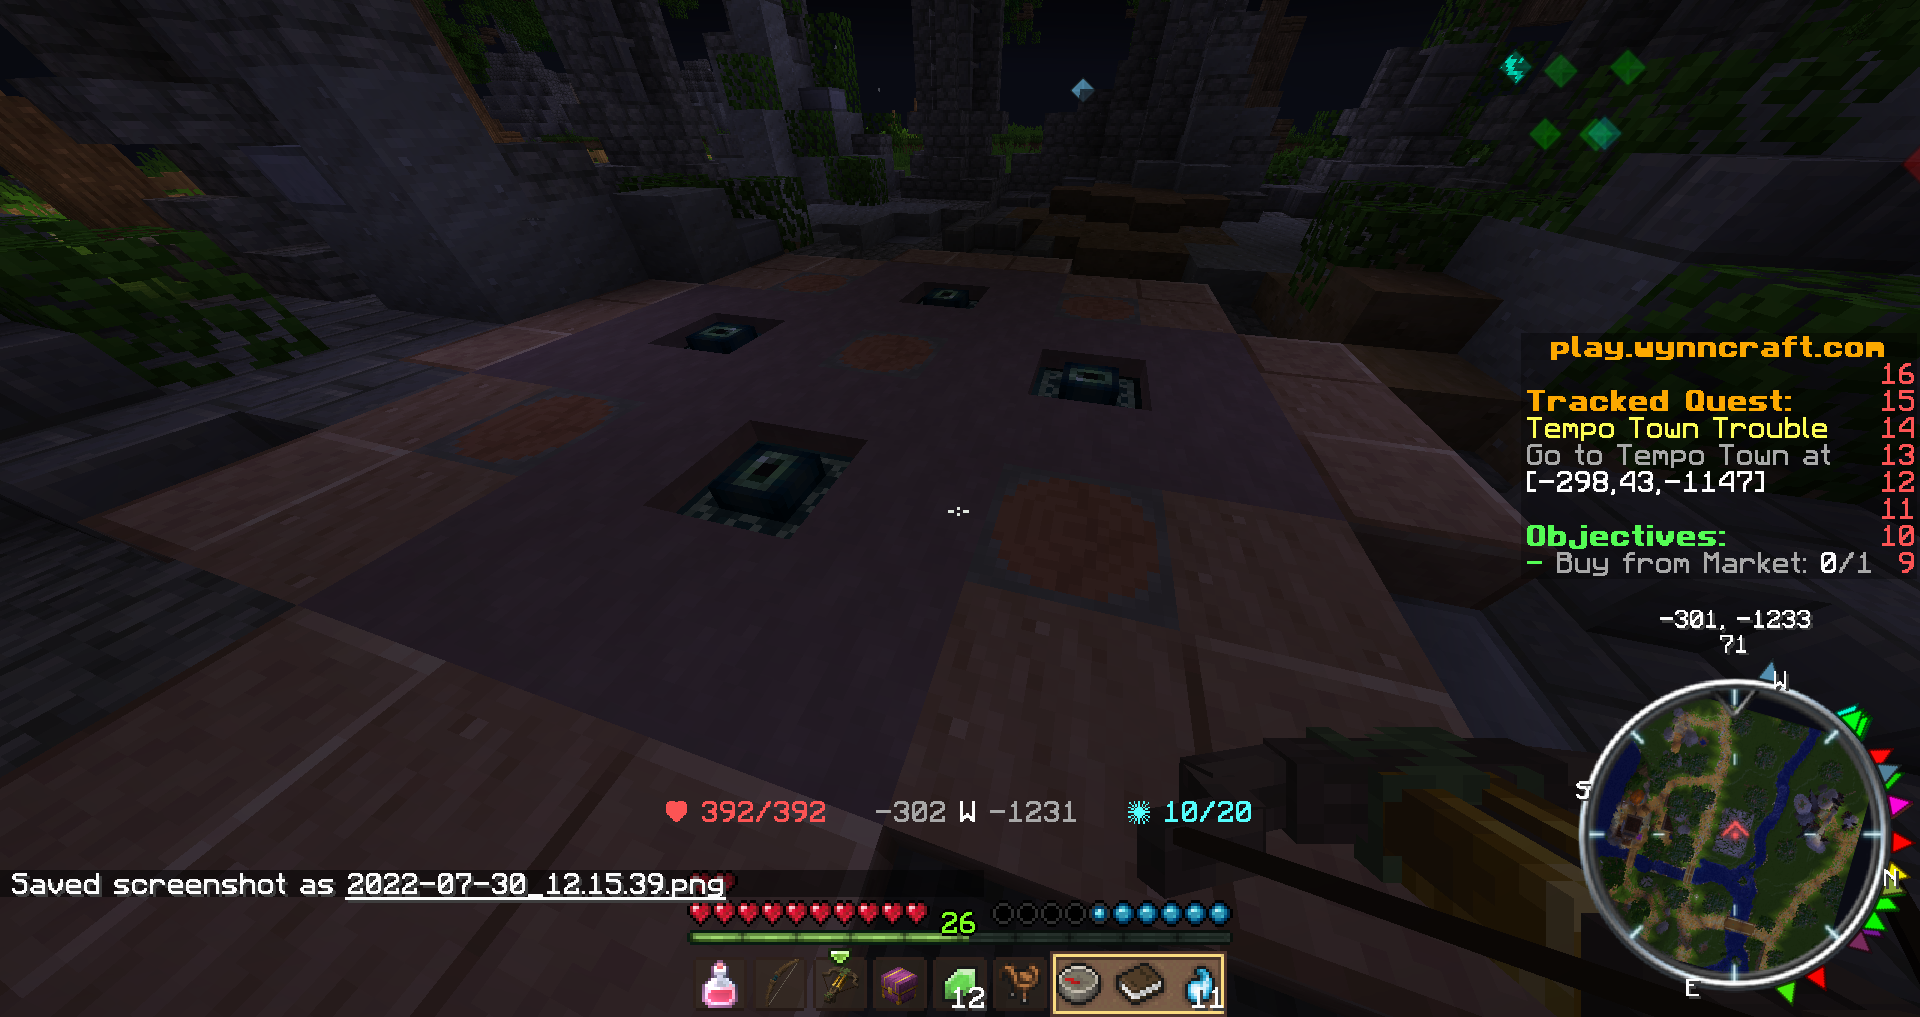 play.wynncraft.com
16
Tracked Quest: 15
Tempo Town Trouble 14
Go to Tempo Town at 13
[-298,43,-1147] 12
11
Objectives: 10
- Buy from Market: 0/1 9
-301, -1233
71
W
S
N
E
392/392 -302 W -1231 10/20
Saved screenshot as 2022-07-30_12.15.39.png
26
12
11